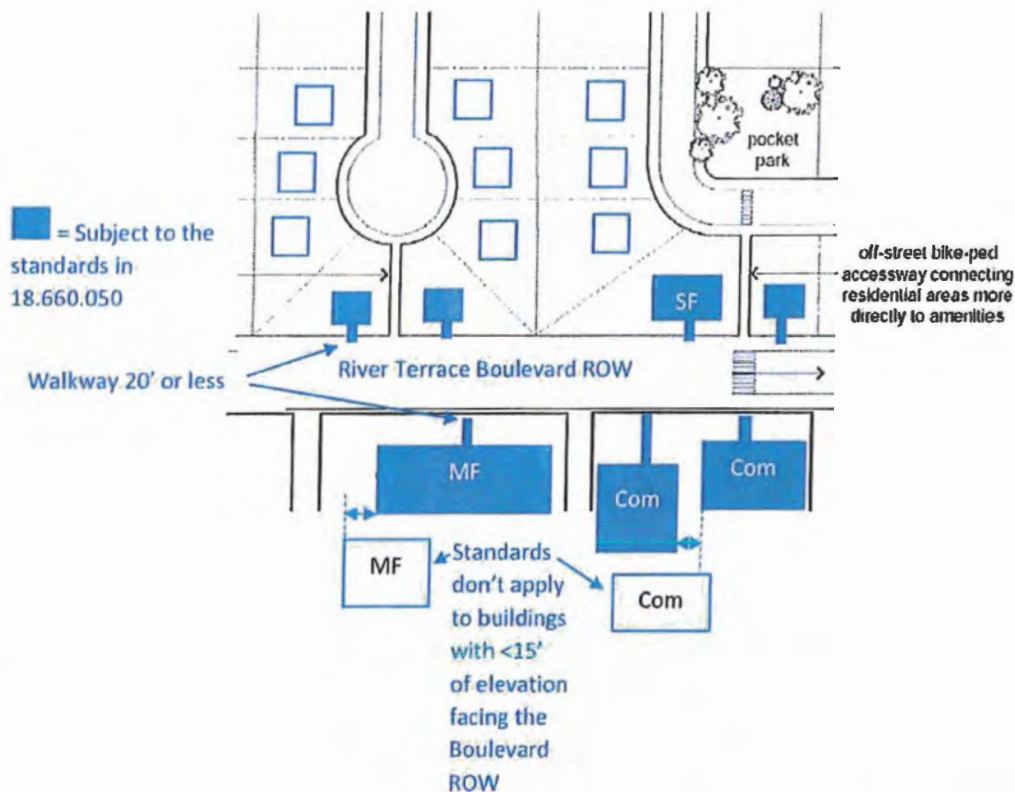 pocket
park
= Subject to the
standards in
18.660.050
off-street bike-ped
accessway connecting
residential areas more
directly to amenities
SF
Walkway 20' or less
River Terrace Boulevard ROW
MF
Com
Com
MF
Standards
don't apply
to buildings
with <15'
of elevation
facing the
Boulevard
ROW
Com